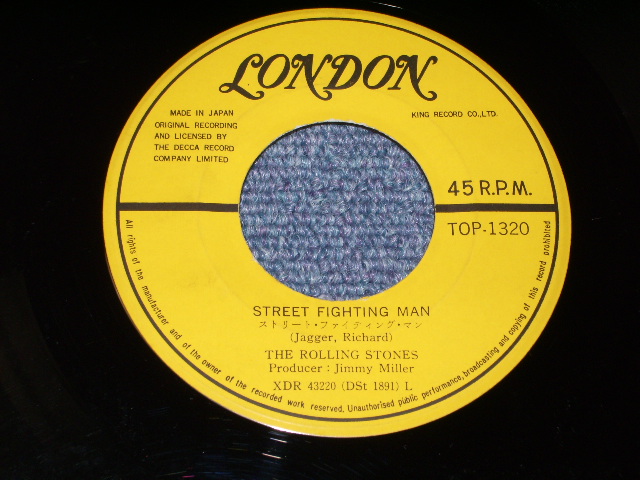 LONDON
MADE IN JAPAN
ORIGINAL RECORDING
AND LICENSED BY
THE DECCA RECORD
COMPANY LIMITED
KING RECORD CO.,LTD.
45 R.P.M.
TOP-1320
STREET FIGHTING MAN
ストリート・ファイティング・マン
(Jagger, Richard)
THE ROLLING STONES
Producer : Jimmy Miller
XDR 43220 (DSt 1891) L
All rights of the manufacturer and of the owner of the recorded work reserved. Unauthorised public performance, broadcasting and copying of this record prohibited